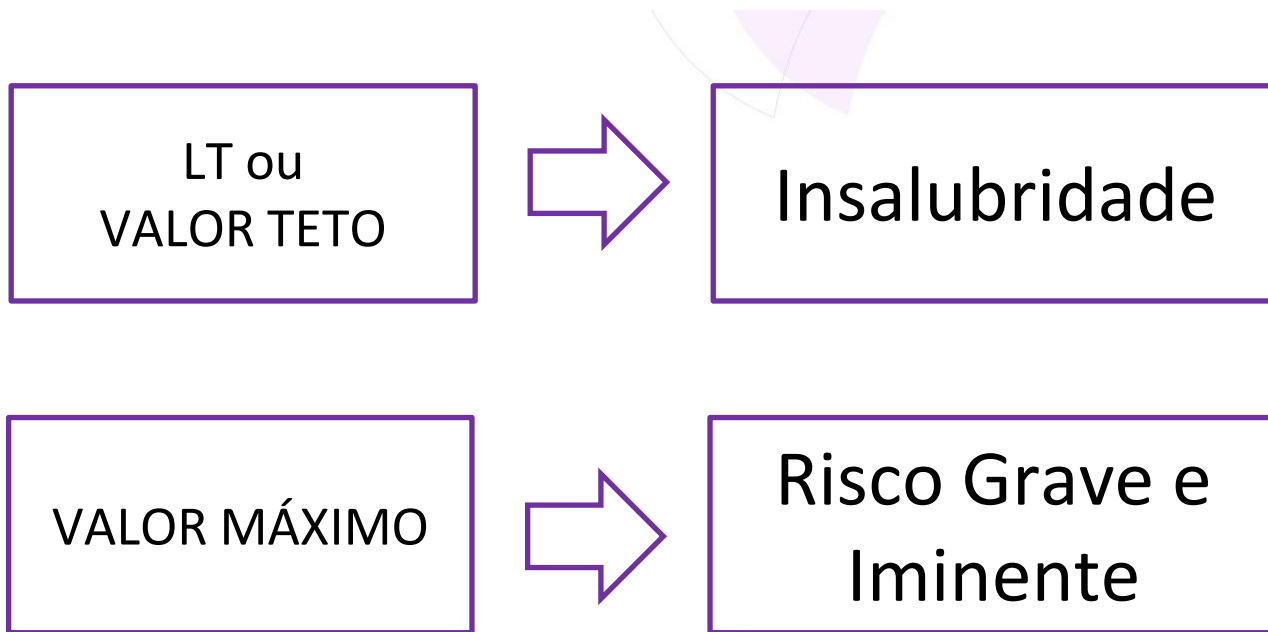 LT ou
VALOR TETO
Insalubridade
VALOR MÁXIMO
Risco Grave e
Iminente